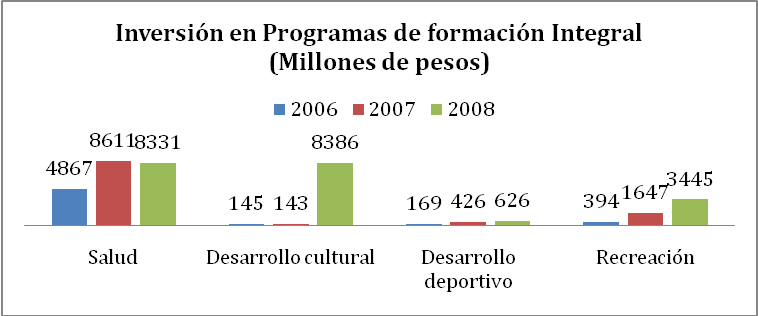 Inversión en Programas de formación Integral
(Millones de pesos)
2006 2007 2008
4867 8611 8331
145 143 8386
169 426 626
394 1647 3445
Salud Desarrollo cultural Desarrollo deportivo Recreación